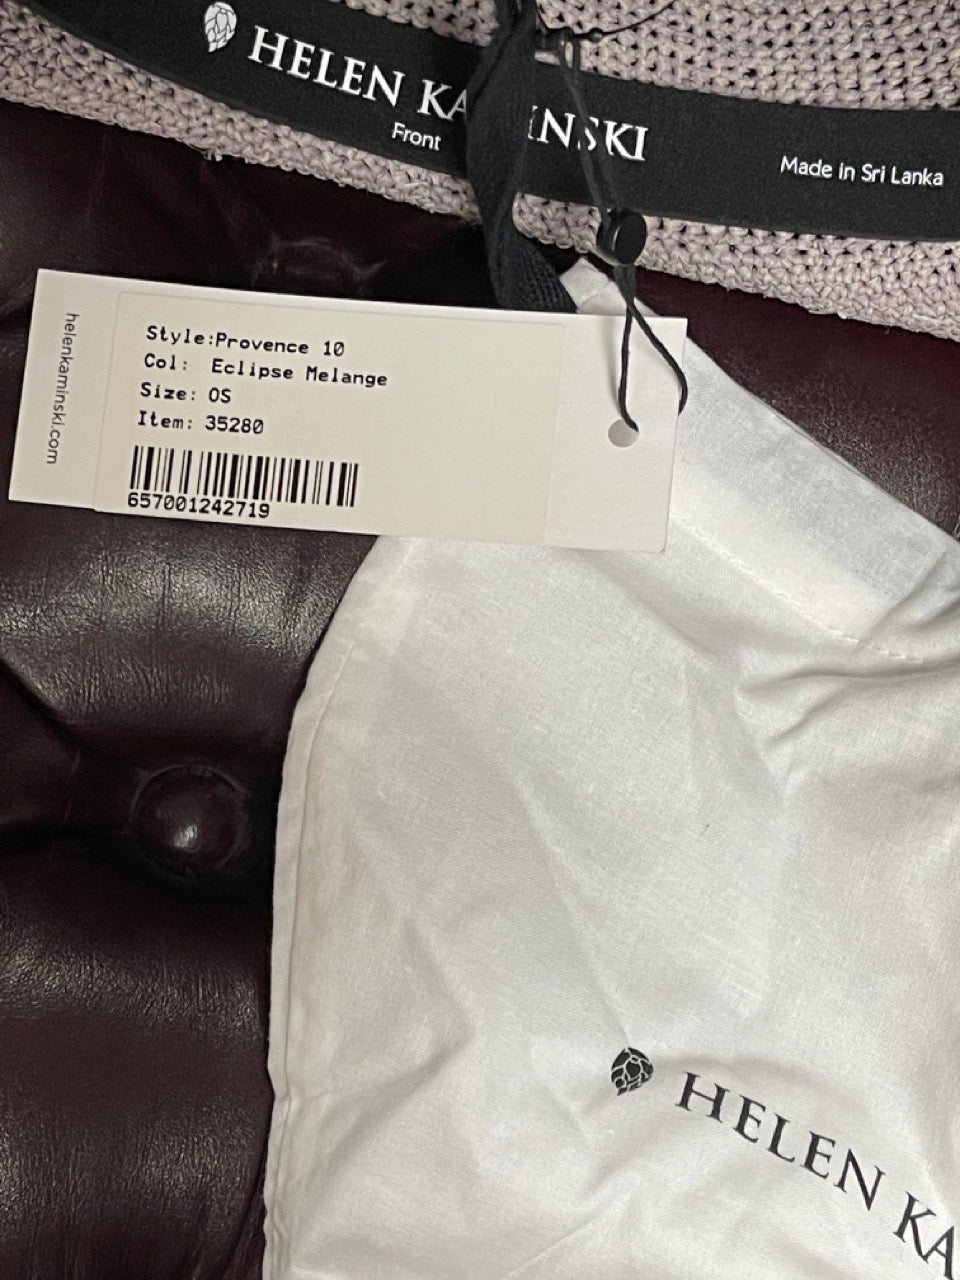 HELEN KAMINSKI
Front
Made in Sri Lanka
helenkaminski.com
Style:Provence 10
Col: Eclipse Melange
Size: OS
Item: 35280
657001242719
HELEN KA